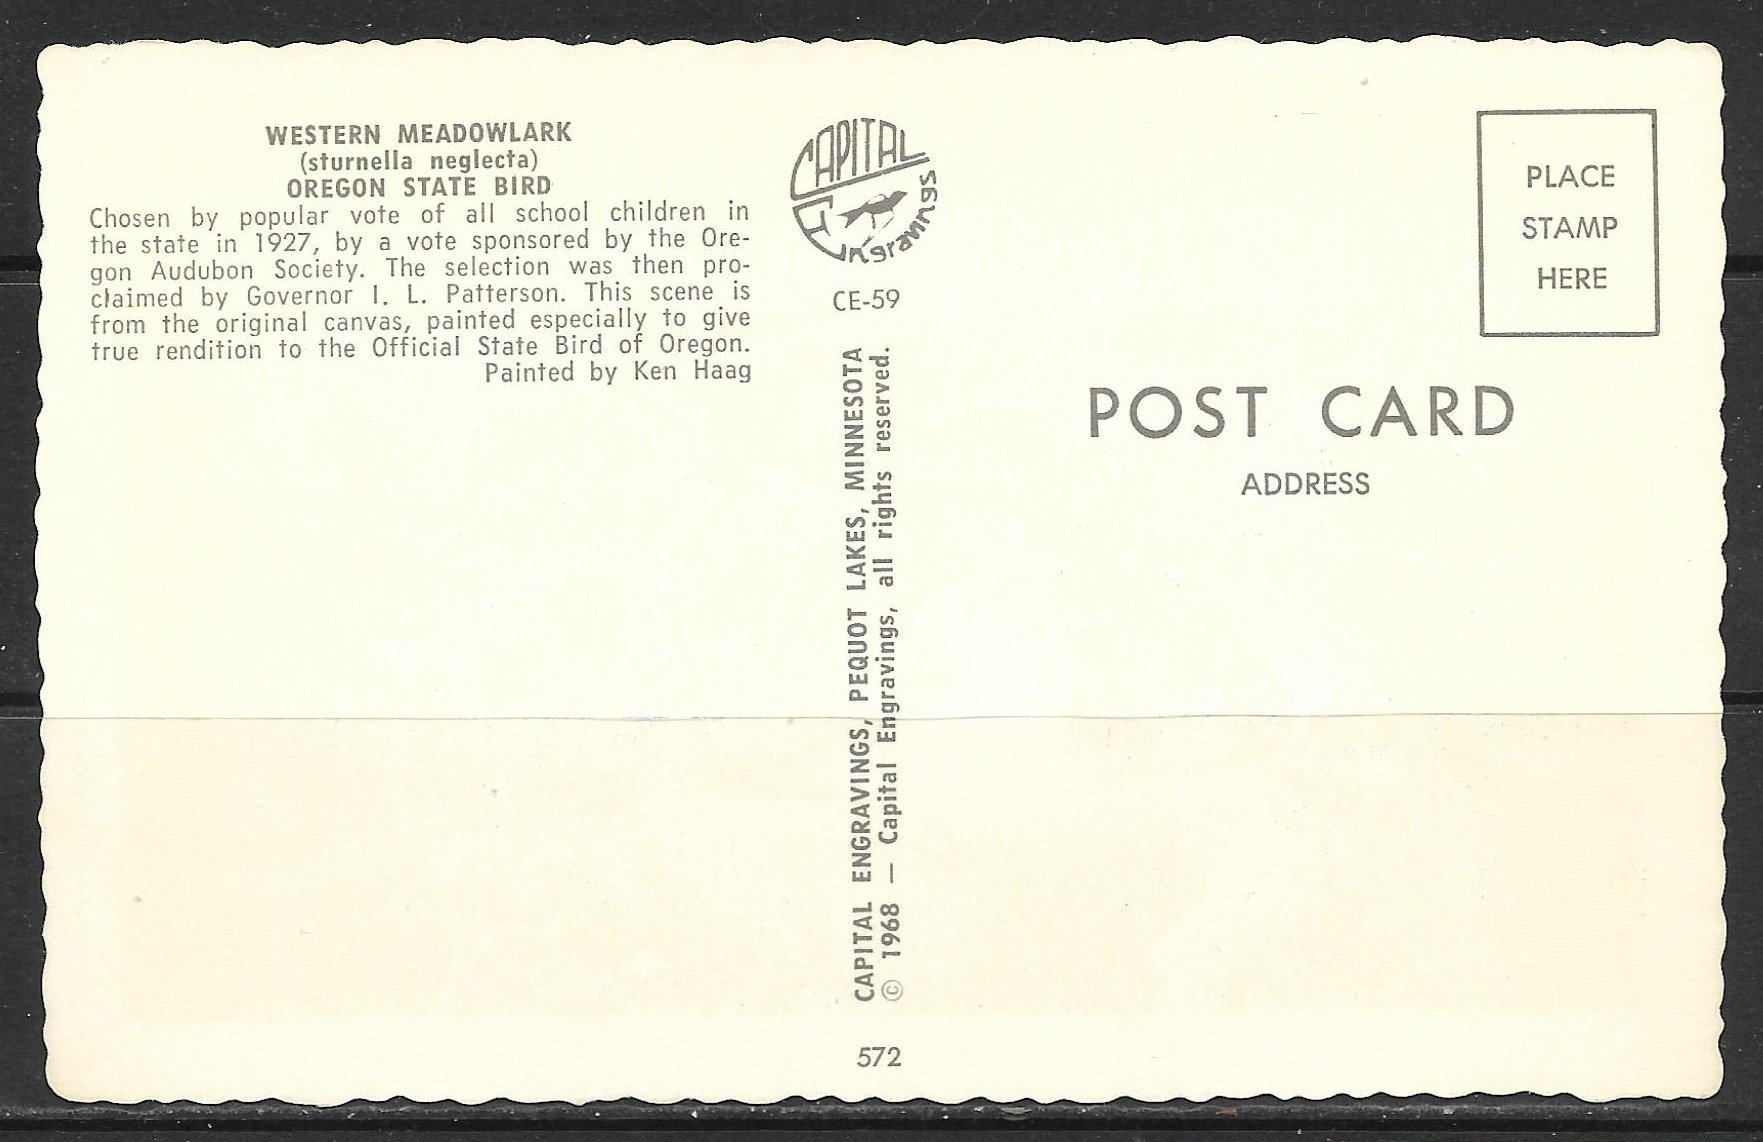 WESTERN MEADOWLARK
(sturnella neglecta)
OREGON STATE BIRD
Chosen by popular vote of all school children in
the state in 1927, by a vote sponsored by the Ore-
gon Audubon Society. The selection was then pro-
claimed by Governor I. L. Patterson. This scene is
from the original canvas, painted especially to give
true rendition to the Official State Bird of Oregon.
Painted by Ken Haag
CAPITAL
Engravings
CE-59
CAPITAL ENGRAVINGS, PEQUOT LAKES, MINNESOTA
© 1968 — Capital Engravings, all rights reserved.
572
PLACE
STAMP
HERE
POST CARD
ADDRESS